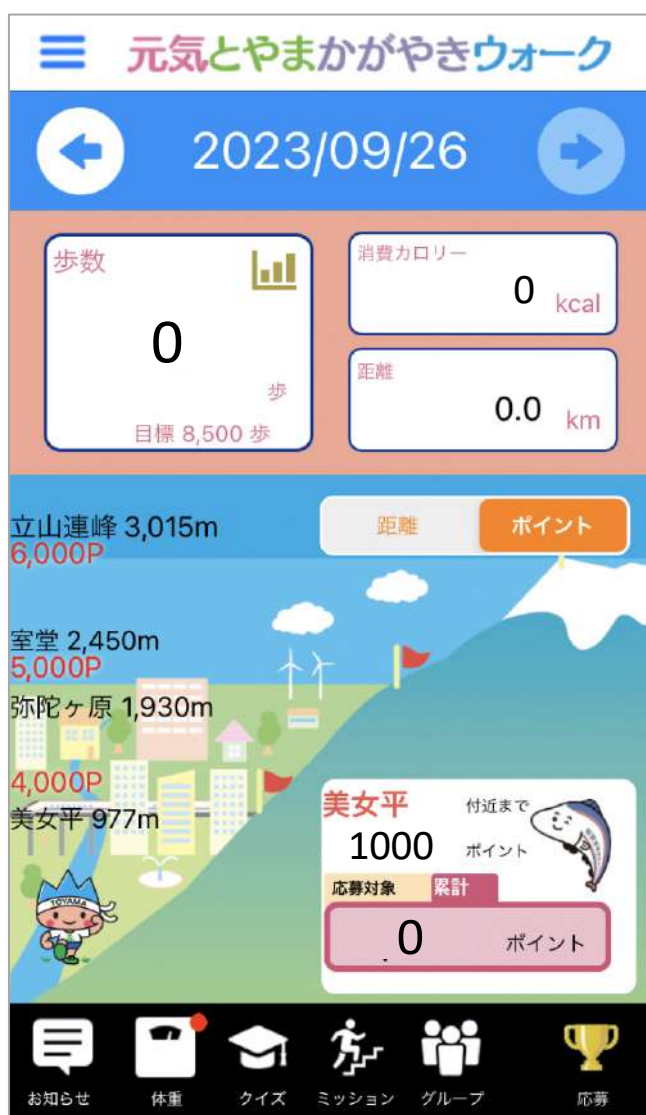 元気とやまかがやきウォーク
2023/09/26
歩数
0
歩
目標 8,500 歩
消費カロリー
0 kcal
距離
0.0 km
立山連峰 3,015m
6,000P
距離 ポイント
室堂 2,450m
5,000P
弥陀ヶ原 1,930m
4,000P
美女平 977m
TOYAMA
美女平 付近まで
1000 ポイント
応募対象 累計
0 ポイント
お知らせ 体重 クイズ ミッション グループ 応募